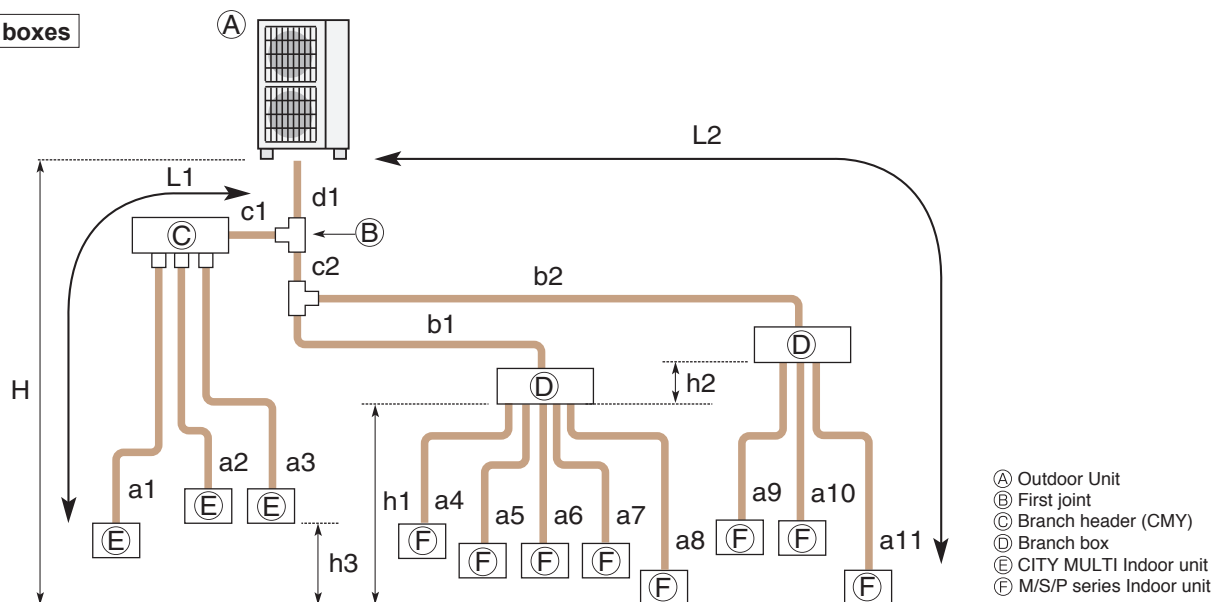 boxes
Ⓐ
L2
L1
d1
c1
Ⓒ
Ⓑ
c2
b2
b1
Ⓓ
H
Ⓓ
h2
a1
a2
a3
h1
a4
a5
a6
a7
a8
a9
a10
a11
Ⓔ
Ⓔ
Ⓔ
h3
Ⓕ
Ⓕ
Ⓕ
Ⓕ
Ⓕ
Ⓕ
Ⓕ
Ⓕ
Ⓐ Outdoor Unit
Ⓑ First joint
Ⓒ Branch header (CMY)
Ⓓ Branch box
Ⓔ CITY MULTI Indoor unit
Ⓕ M/S/P series Indoor unit